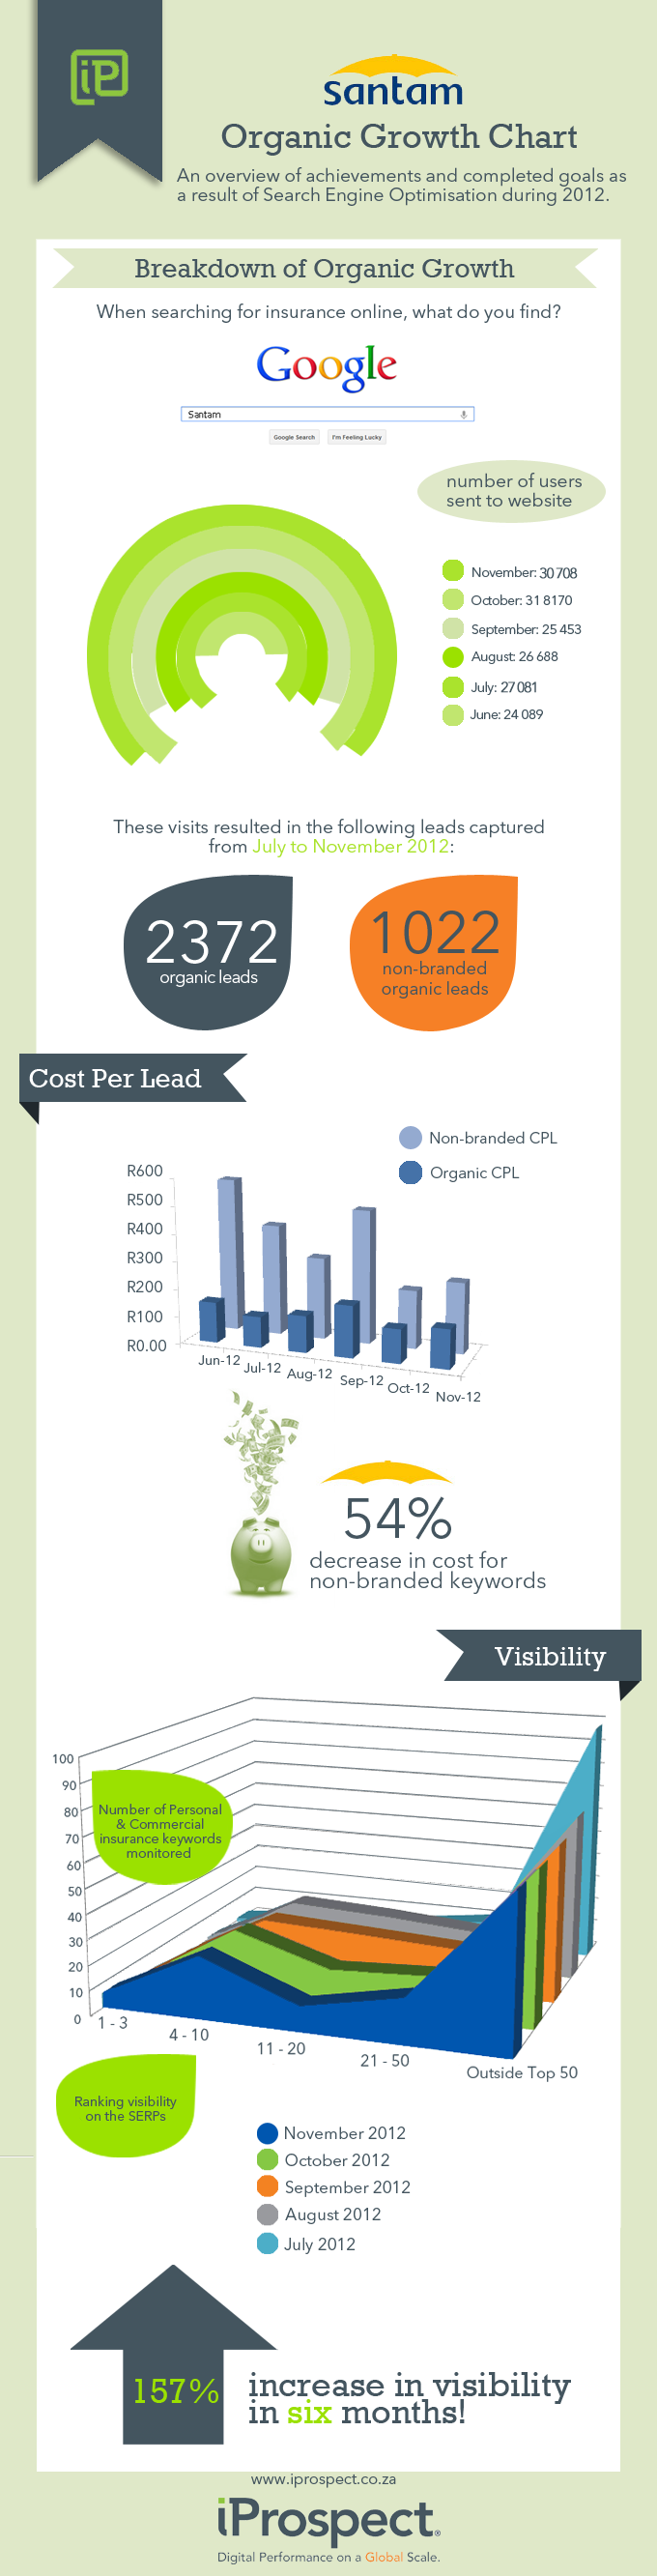 iP
santam
Organic Growth Chart
An overview of achievements and completed goals as
a result of Search Engine Optimisation during 2012.
Breakdown of Organic Growth
When searching for insurance online, what do you find?
Google
Santam
Google Search
I'm Feeling Lucky
number of users
sent to website
November: 30 708
October: 31 8170
September: 25 453
August: 26 688
July: 27 081
June: 24 089
These visits resulted in the following leads captured
from July to November 2012:
2372
organic leads
1022
non-branded
organic leads
Cost Per Lead
Non-branded CPL
Organic CPL
R600
R500
R400
R300
R200
R100
R0.00
Jun-12
Jul-12
Aug-12
Sep-12
Oct-12
Nov-12
54%
decrease in cost for
non-branded keywords
Visibility
100
90
80
70
60
50
40
30
20
10
0
Number of Personal
& Commercial
insurance keywords
monitored
1 - 3
4 - 10
11 - 20
21 - 50
Outside Top 50
Ranking visibility
on the SERPs
November 2012
October 2012
September 2012
August 2012
July 2012
157%
increase in visibility
in six months!
www.iprospect.co.za
iProspect®
Digital Performance on a Global Scale.